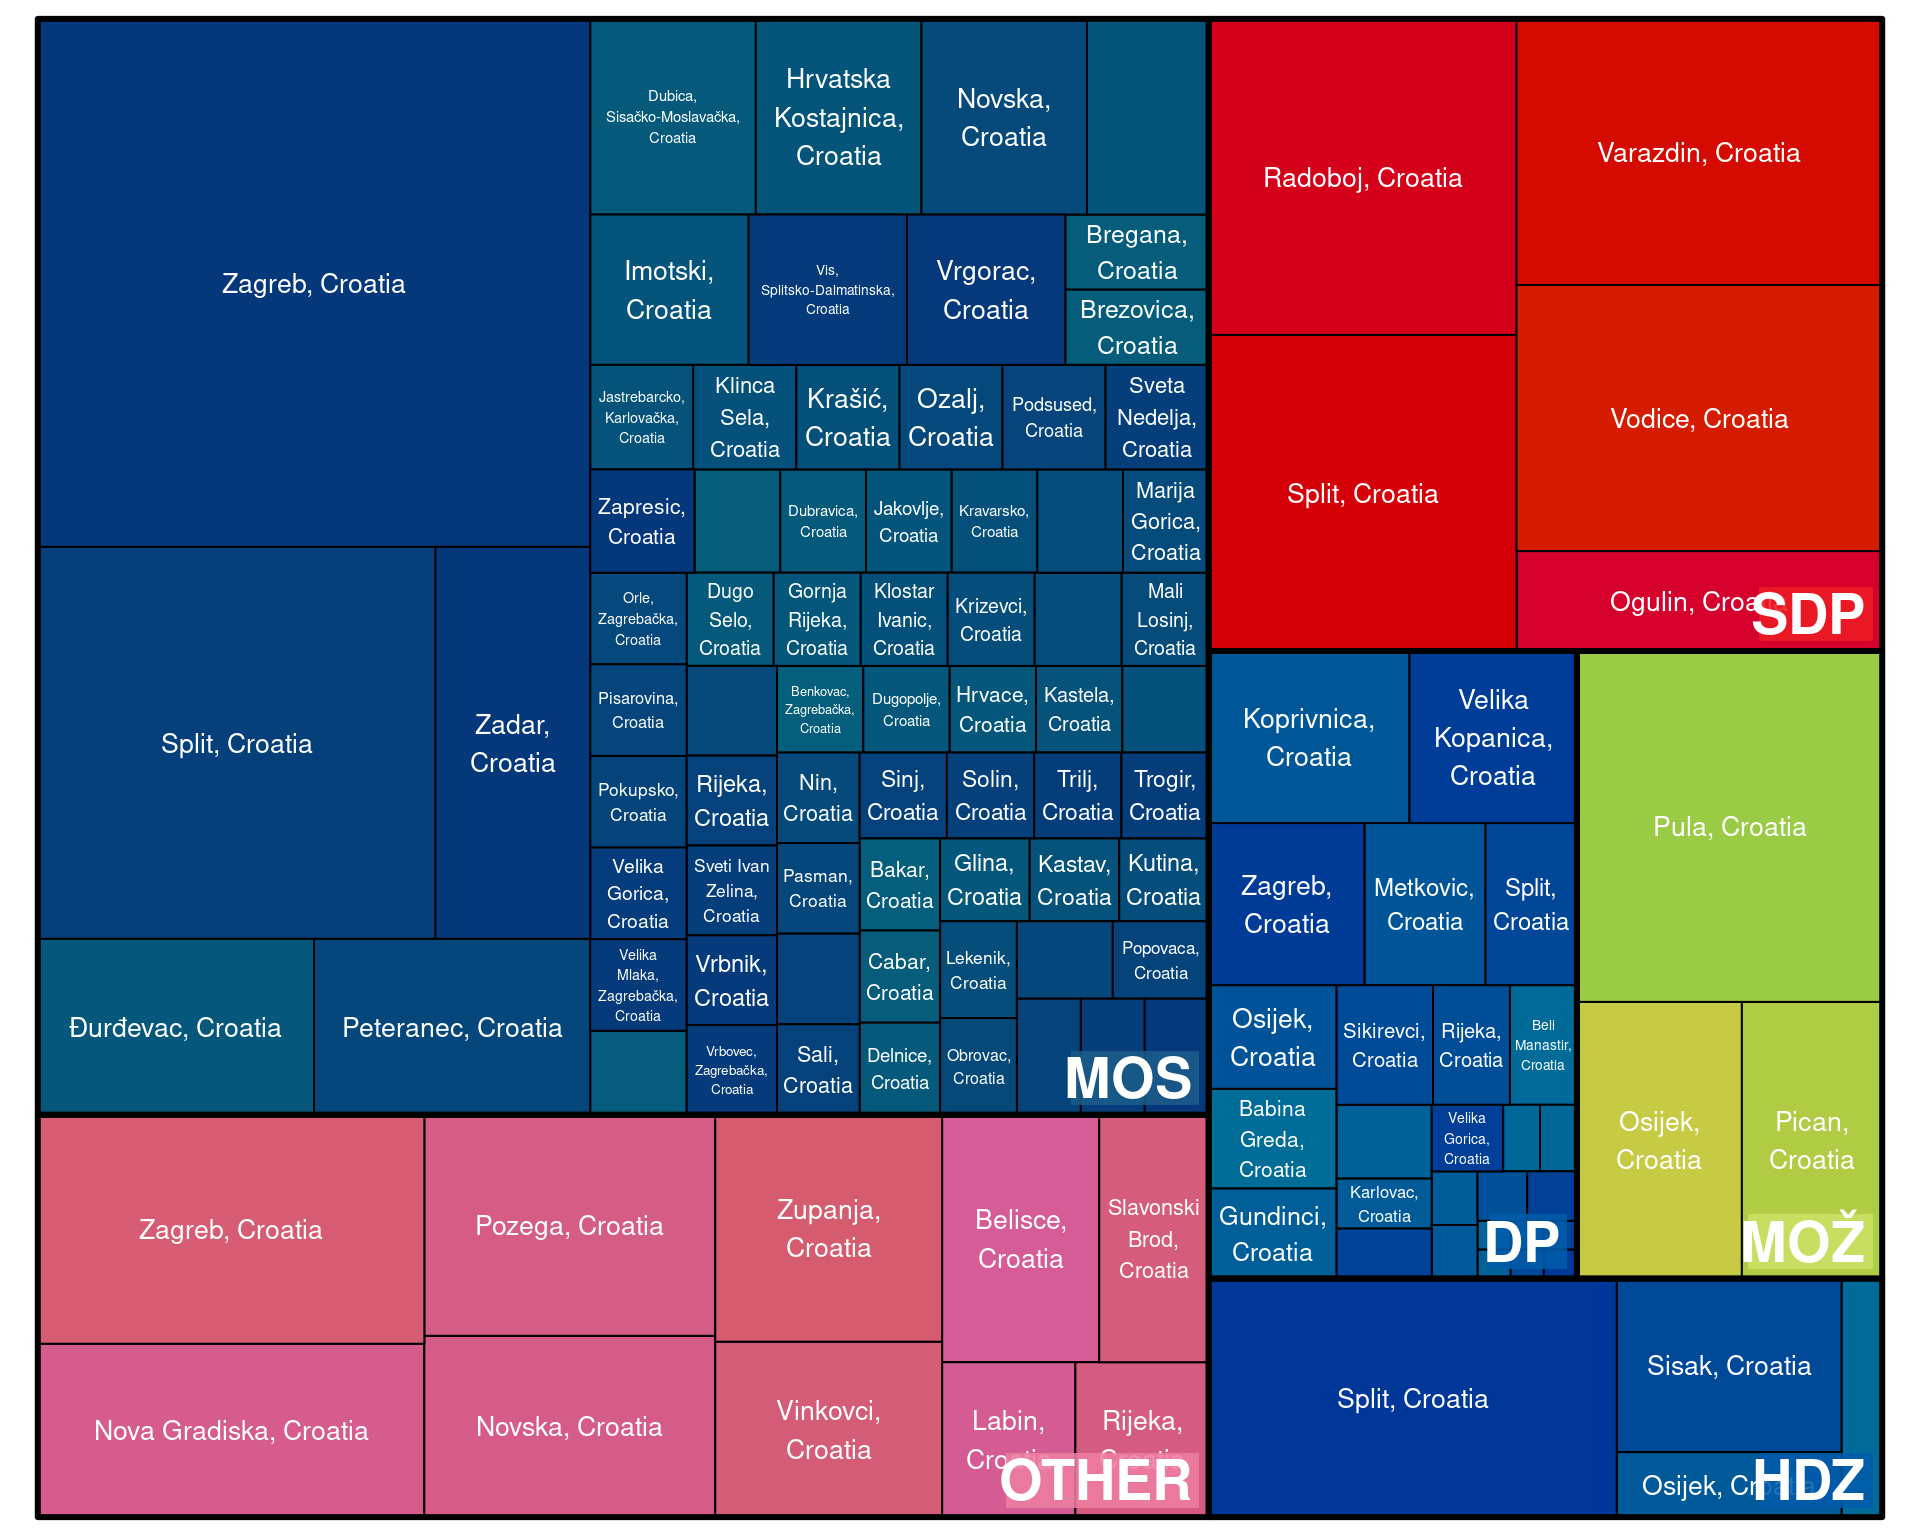 Zagreb, Croatia
Split, Croatia
Zadar,
Croatia
Đurđevac, Croatia
Peteranec, Croatia
Dubica,
Sisačko-Moslavačka,
Croatia
Hrvatska
Kostajnica,
Croatia
Novska,
Croatia
Imotski,
Croatia
Vis,
Splitsko-Dalmatinska,
Croatia
Vrgorac,
Croatia
Bregana,
Croatia
Brezovica,
Croatia
Jastrebarcko,
Karlovačka,
Croatia
Klinca
Sela,
Croatia
Krašić,
Croatia
Ozalj,
Croatia
Podsused,
Croatia
Sveta
Nedelja,
Croatia
Zapresic,
Croatia
Dubravica,
Croatia
Jakovlje,
Croatia
Kravarsko,
Croatia
Marija
Gorica,
Croatia
Orle,
Zagrebačka,
Croatia
Dugo
Selo,
Croatia
Gornja
Rijeka,
Croatia
Klostar
Ivanic,
Croatia
Krizevci,
Croatia
Mali
Losinj,
Croatia
Pisarovina,
Croatia
Benkovac,
Zagrebačka,
Croatia
Dugopolje,
Croatia
Hrvace,
Croatia
Kastela,
Croatia
Pokupsko,
Croatia
Rijeka,
Croatia
Nin,
Croatia
Sinj,
Croatia
Solin,
Croatia
Trilj,
Croatia
Trogir,
Croatia
Velika
Gorica,
Croatia
Sveti Ivan
Zelina,
Croatia
Pasman,
Croatia
Bakar,
Croatia
Glina,
Croatia
Kastav,
Croatia
Kutina,
Croatia
Velika
Mlaka,
Zagrebačka,
Croatia
Vrbnik,
Croatia
Cabar,
Croatia
Lekenik,
Croatia
Popovaca,
Croatia
Vrbovec,
Zagrebačka,
Croatia
Sali,
Croatia
Delnice,
Croatia
Obrovac,
Croatia
MOS
Radoboj, Croatia
Varazdin, Croatia
Split, Croatia
Vodice, Croatia
Ogulin, Croatia
SDP
Koprivnica,
Croatia
Velika
Kopanica,
Croatia
Zagreb,
Croatia
Metkovic,
Croatia
Split,
Croatia
Osijek,
Croatia
Sikirevci,
Croatia
Rijeka,
Croatia
Beli
Manastir,
Croatia
Babina
Greda,
Croatia
Velika
Gorica,
Croatia
Gundinci,
Croatia
Karlovac,
Croatia
DP
Pula, Croatia
Osijek,
Croatia
Pican,
Croatia
MOŽ
Zagreb, Croatia
Nova Gradiska, Croatia
Pozega, Croatia
Novska, Croatia
Zupanja,
Croatia
Vinkovci,
Croatia
Belisce,
Croatia
Slavonski
Brod,
Croatia
Labin,
Croatia
Rijeka,
Croatia
OTHER
Split, Croatia
Sisak, Croatia
Osijek, Croatia
HDZ